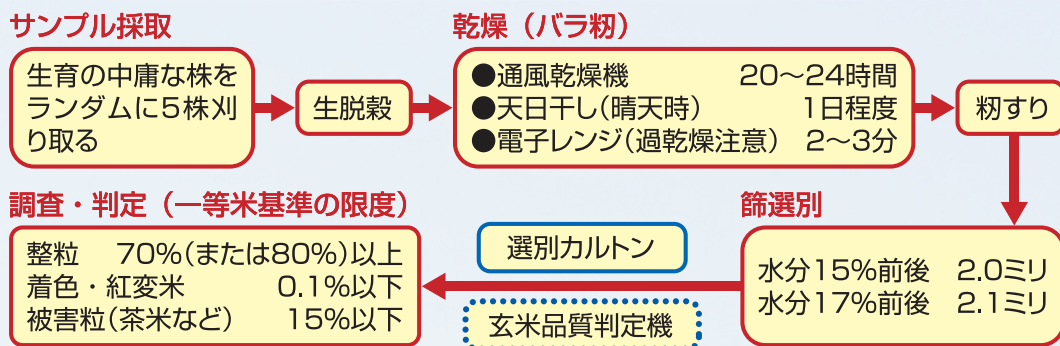 サンプル採取
生育の中庸な株を
ランダムに5株刈
り取る
生脱穀
乾燥（バラ籾）
●通風乾燥機 20〜24時間
●天日干し（晴天時） 1日程度
●電子レンジ（過乾燥注意） 2〜3分
籾すり
篩選別
水分15%前後 2.0ミリ
水分17%前後 2.1ミリ
選別カルトン
玄米品質判定機
調査・判定（一等米基準の限度）
整粒 70%（または80%）以上
着色・紅変米 0.1%以下
被害粒（茶米など） 15%以下